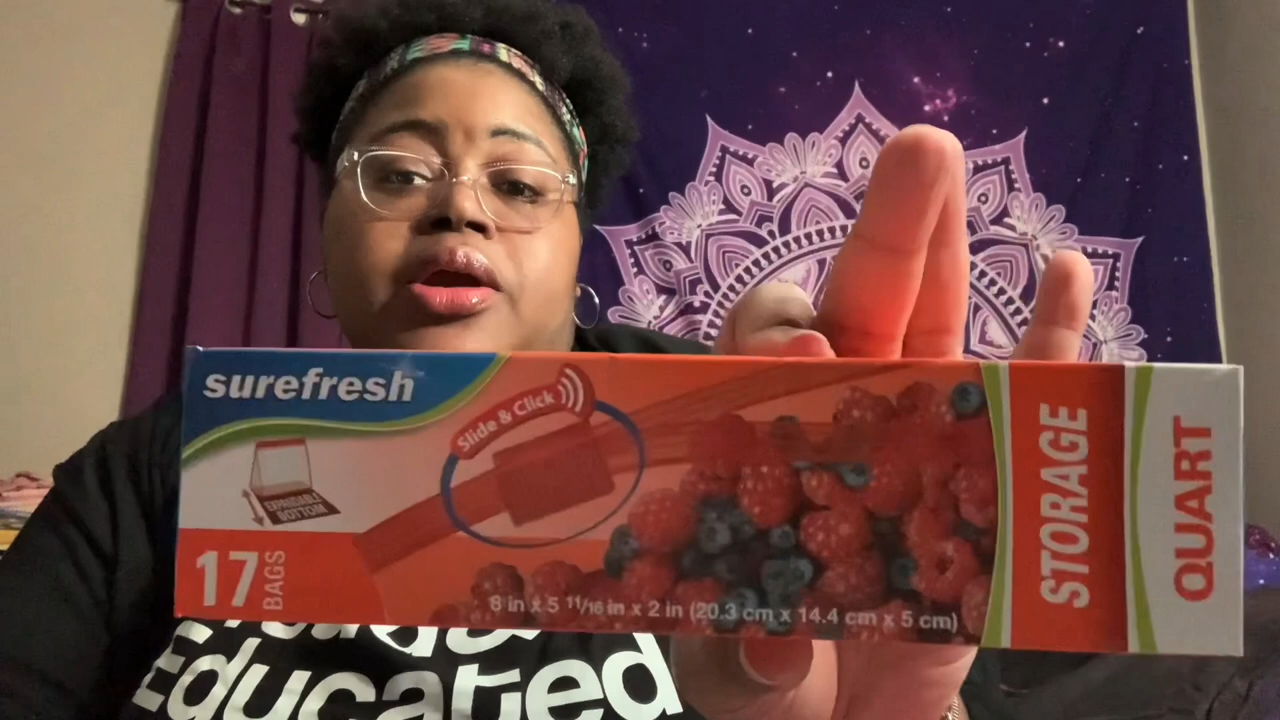 surefresh
Slide & Click
EXPANDABLE
BOTTOM
17
BAGS
8 in x 5 11/16 in x 2 in (20.3 cm x 14.4 cm x 5 cm)
STORAGE
QUART
Educated